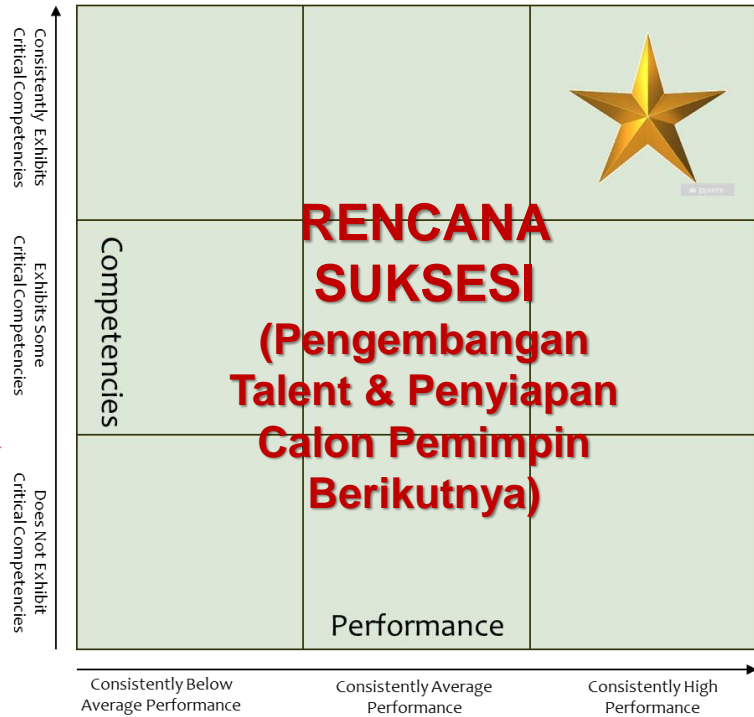 Consistently Exhibits
Critical Competencies
Exhibits Some
Critical Competencies
Does Not Exhibit
Critical Competencies
Competencies
RENCANA
SUKSESI
(Pengembangan
Talent & Penyiapan
Calon Pemimpin
Berikutnya)
Performance
Consistently Below
Average Performance
Consistently Average
Performance
Consistently High
Performance